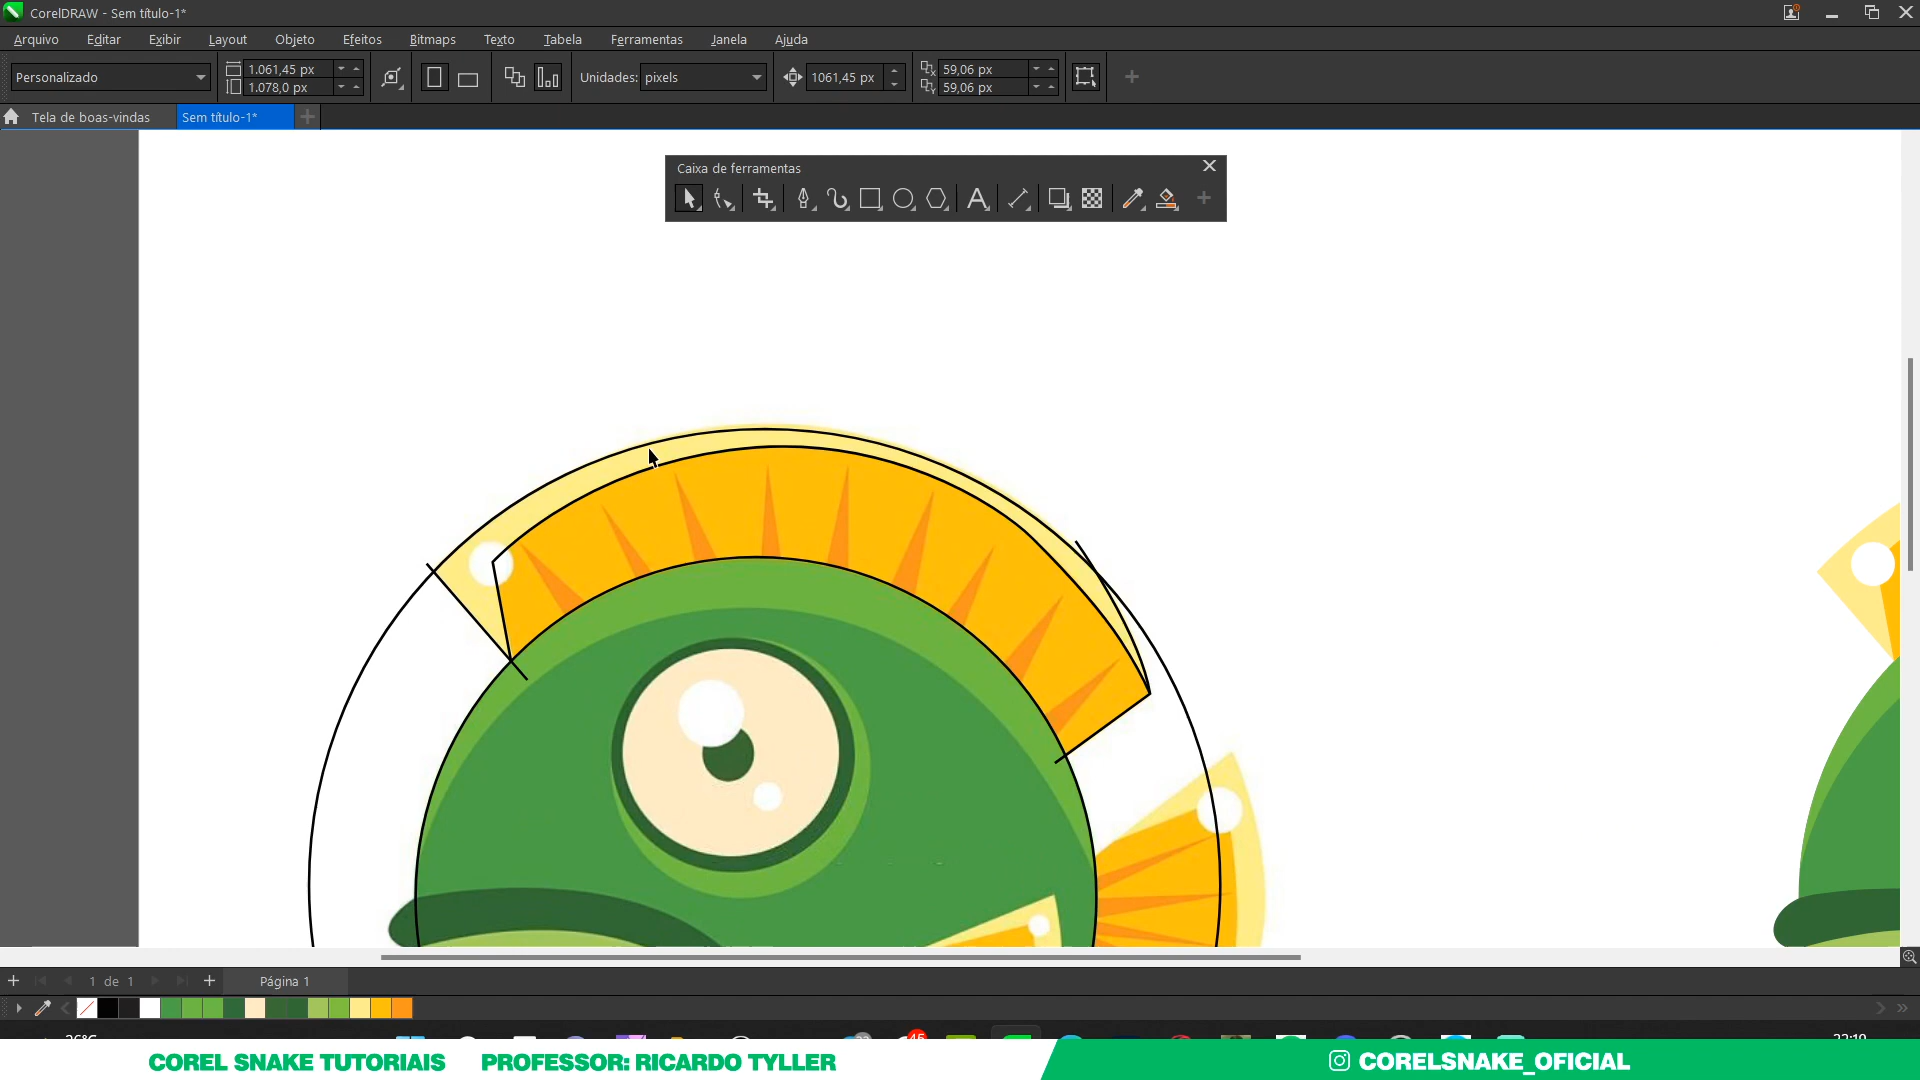 CorelDRAW - Sem título-1*
Arquivo Editar Exibir Layout Objeto Efeitos Bitmaps Texto Tabela Ferramentas Janela Ajuda
Personalizado
1.061,45 px
1.078,0 px
Unidades: pixels
1061,45 px
59,06 px
59,06 px
Tela de boas-vindas
Sem título-1*
Caixa de ferramentas
1 de 1
Página 1
COREL SNAKE TUTORIAIS PROFESSOR: RICARDO TYLLER
CORELSNAKE_OFICIAL